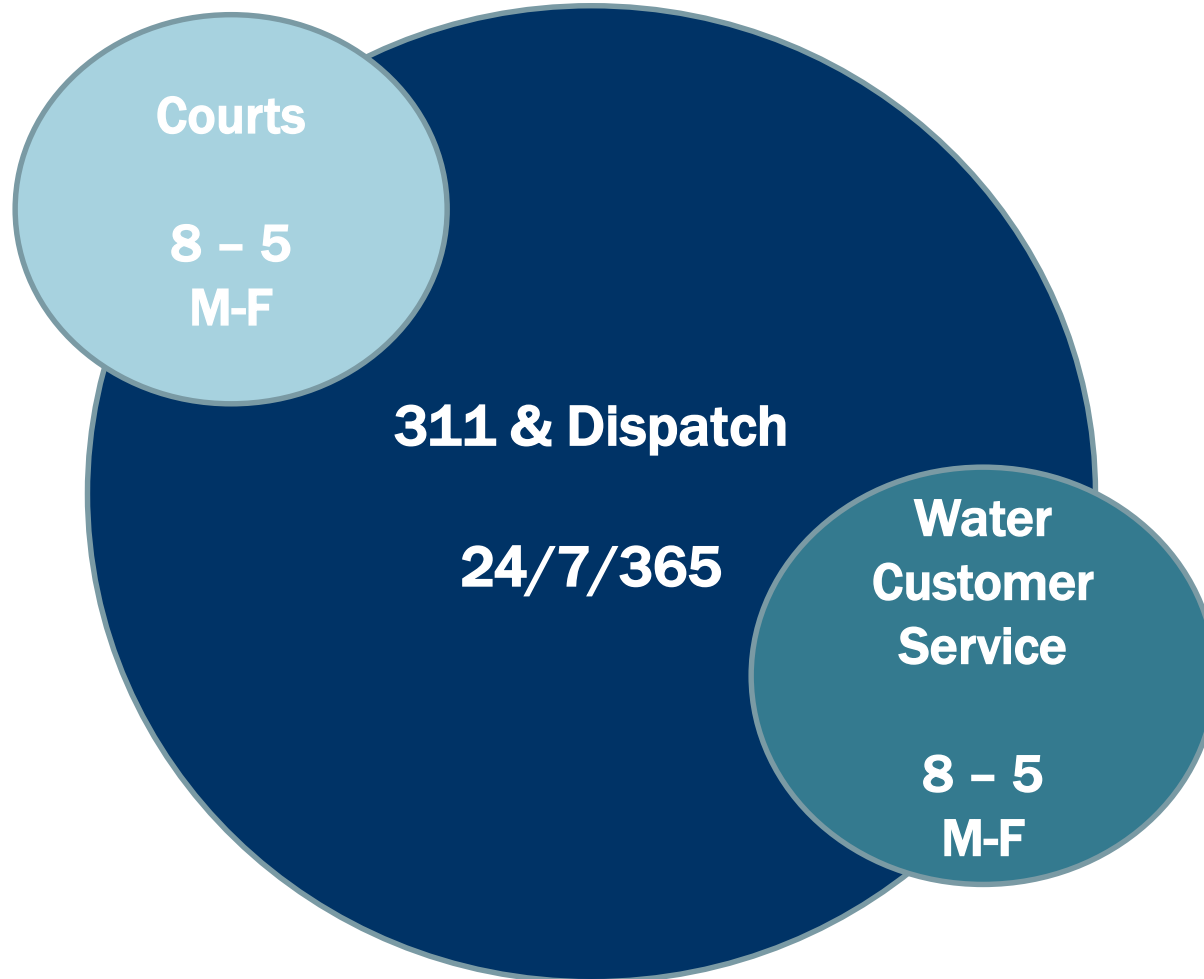 Courts
8 – 5
M-F
311 & Dispatch
24/7/365
Water
Customer
Service
8 – 5
M-F